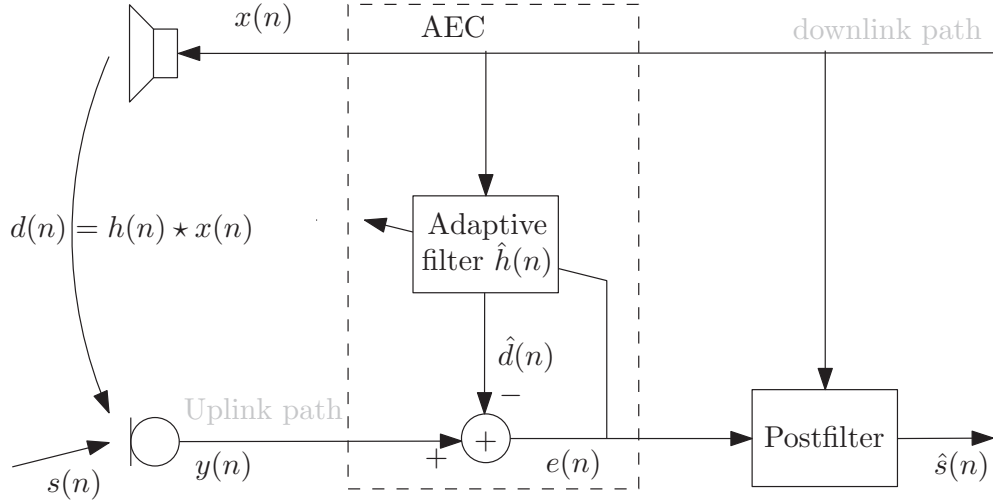 x(n)
AEC
downlink path
Adaptive
filter ĥ(n)
d(n) = h(n) ⋆ x(n)
d̂(n)
−
Uplink path
+
+
Postfilter
s(n)
y(n)
e(n)
ŝ(n)